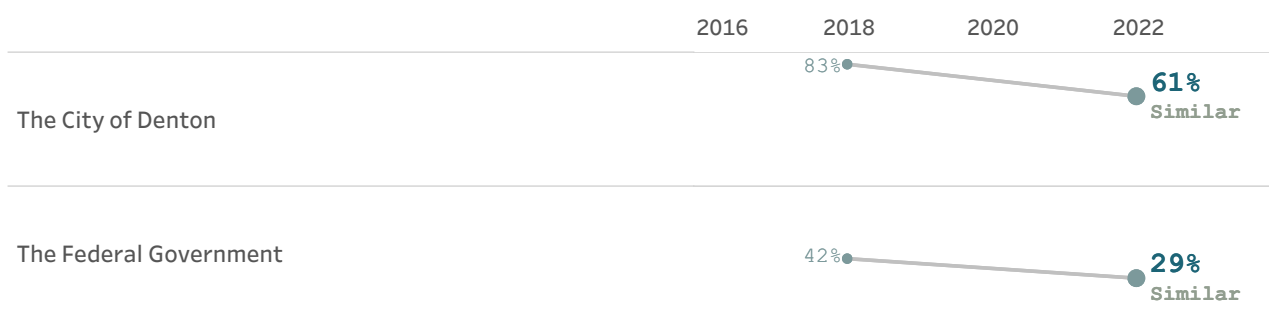 2016 2018 2020 2022
83%
61%
Similar
The City of Denton
The Federal Government
42%
29%
Similar